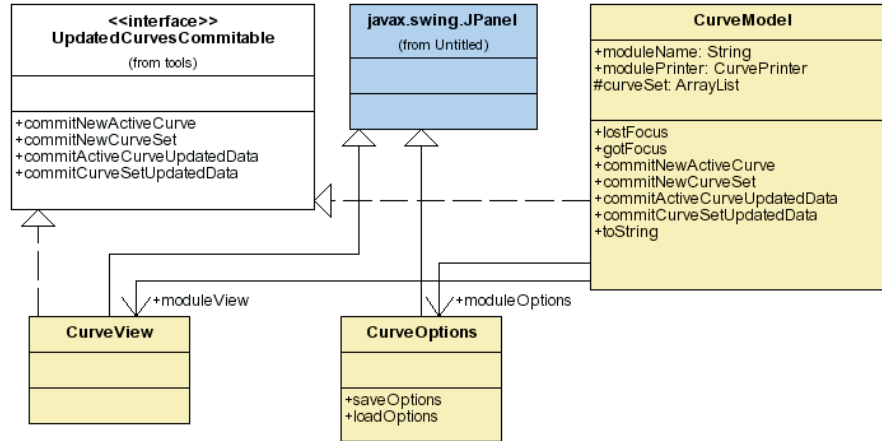 <<interface>>
UpdatedCurvesCommitable
(from tools)
+commitNewActiveCurve
+commitNewCurveSet
+commitActiveCurveUpdatedData
+commitCurveSetUpdatedData
javax.swing.JPanel
(from Untitled)
CurveModel
+moduleName: String
+modulePrinter: CurvePrinter
#curveSet: ArrayList
+lostFocus
+gotFocus
+commitNewActiveCurve
+commitNewCurveSet
+commitActiveCurveUpdatedData
+commitCurveSetUpdatedData
+toString
+moduleView
+moduleOptions
CurveView
CurveOptions
+saveOptions
+loadOptions